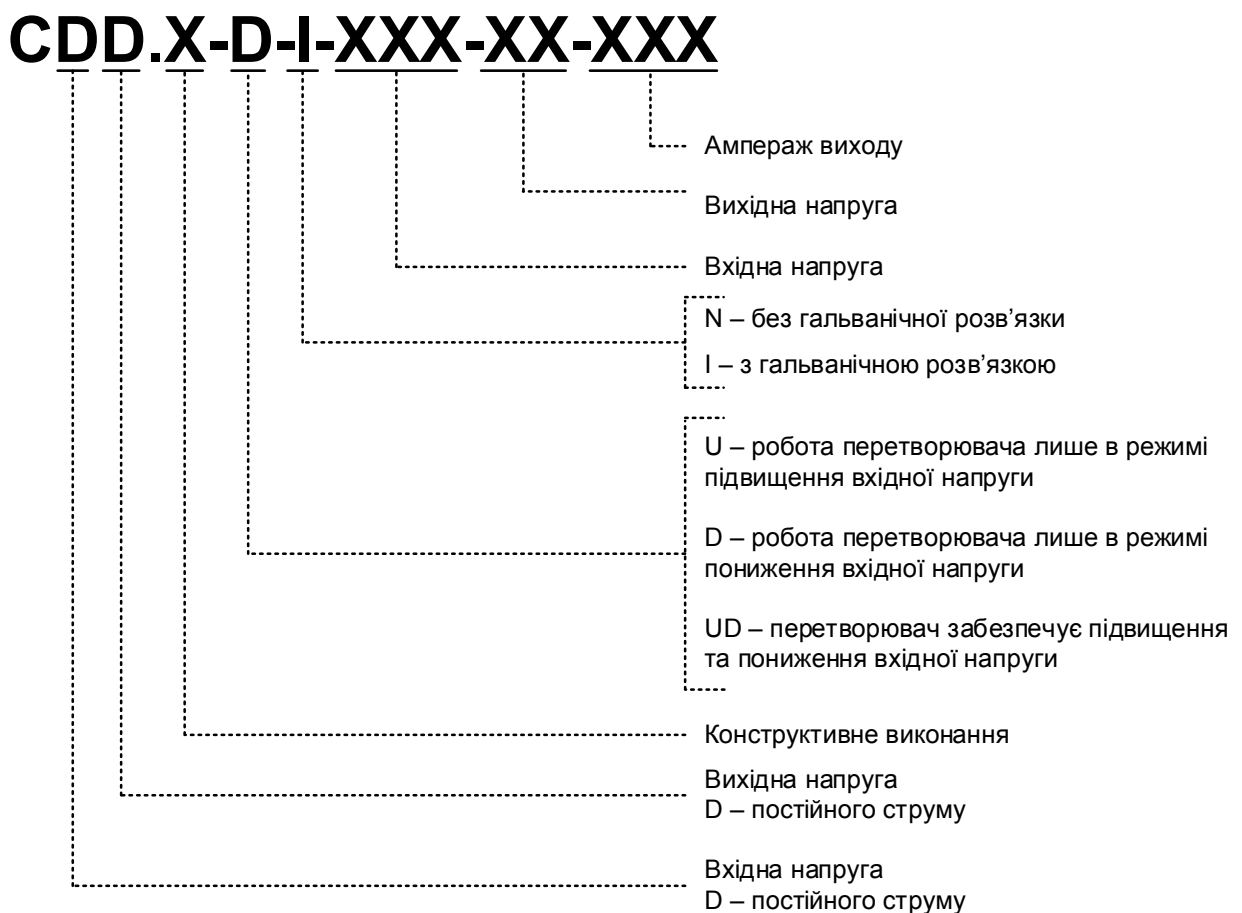 CDD.X-D-I-XXX-XX-XXX
Ампераж виходу
Вихідна напруга
Вхідна напруга
N – без гальванічної розв’язки
I – з гальванічною розв’язкою
U – робота перетворювача лише в режимі
підвищення вхідної напруги
D – робота перетворювача лише в режимі
пониження вхідної напруги
UD – перетворювач забезпечує підвищення
та пониження вхідної напруги
Конструктивне виконання
Вихідна напруга
D – постійного струму
Вхідна напруга
D – постійного струму